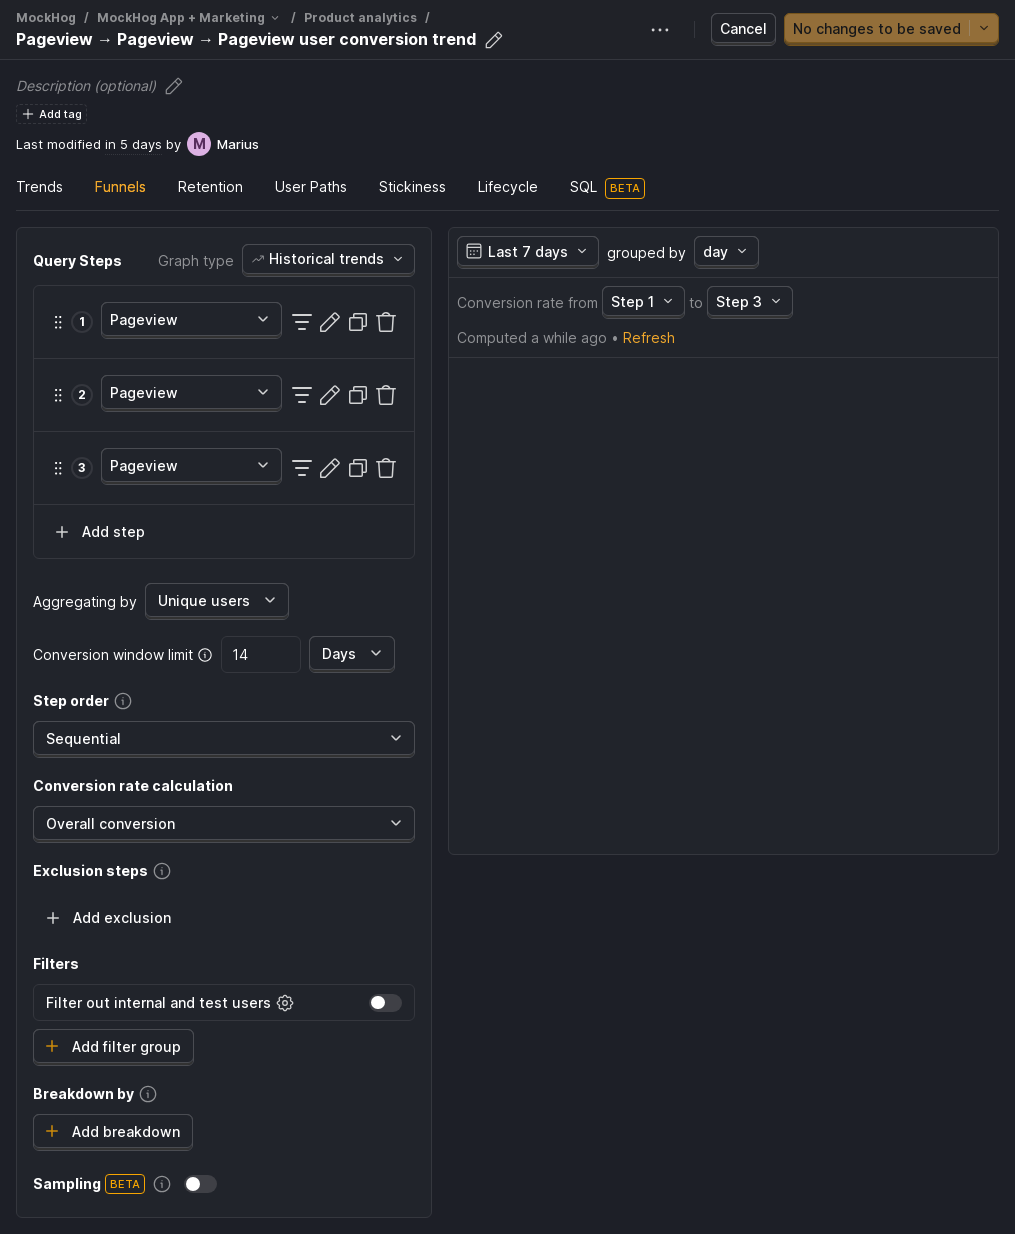 MockHog / MockHog App + Marketing / Product analytics /
Pageview → Pageview → Pageview user conversion trend
Cancel
No changes to be saved
Description (optional)
Add tag
Last modified in 5 days by M Marius
Trends Funnels Retention User Paths Stickiness Lifecycle SQL BETA
Query Steps Graph type Historical trends
1 Pageview
2 Pageview
3 Pageview
Add step
Aggregating by Unique users
Conversion window limit 14 Days
Step order
Sequential
Conversion rate calculation
Overall conversion
Exclusion steps
Add exclusion
Filters
Filter out internal and test users
Add filter group
Breakdown by
Add breakdown
Sampling BETA
Last 7 days grouped by day
Conversion rate from Step 1 to Step 3
Computed a while ago • Refresh